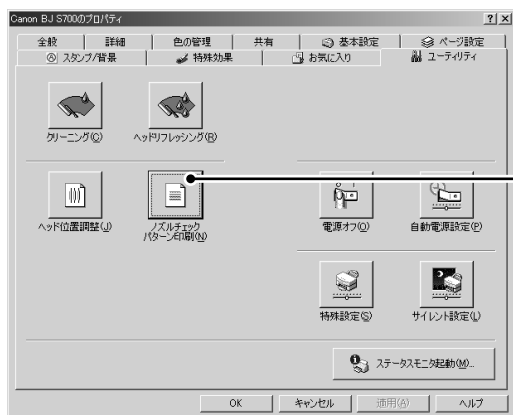 Canon BJ S700のプロパティ
全般 詳細 色の管理 共有 基本設定 ページ設定
スタンプ/背景 特殊効果 お気に入り ユーティリティ
クリーニング(C) ヘッドリフレッシング(R)
ヘッド位置調整(J) ノズルチェック
パターン印刷(N) 電源オフ(O) 自動電源設定(P)
特殊設定(S) サイレント設定(L)
ステータスモニタ起動(M)...
OK キャンセル 適用(A) ヘルプ